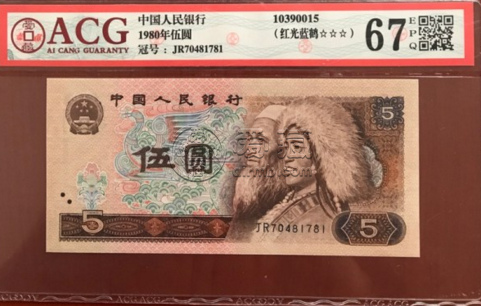 ACG
AI CANG GUARANTY
中国人民银行
1980年伍圆
冠号：JR70481781
10390015
（红光蓝鹤☆☆☆）
67
EPQ
中国人民银行
5
伍圆
5
5
JR70481781